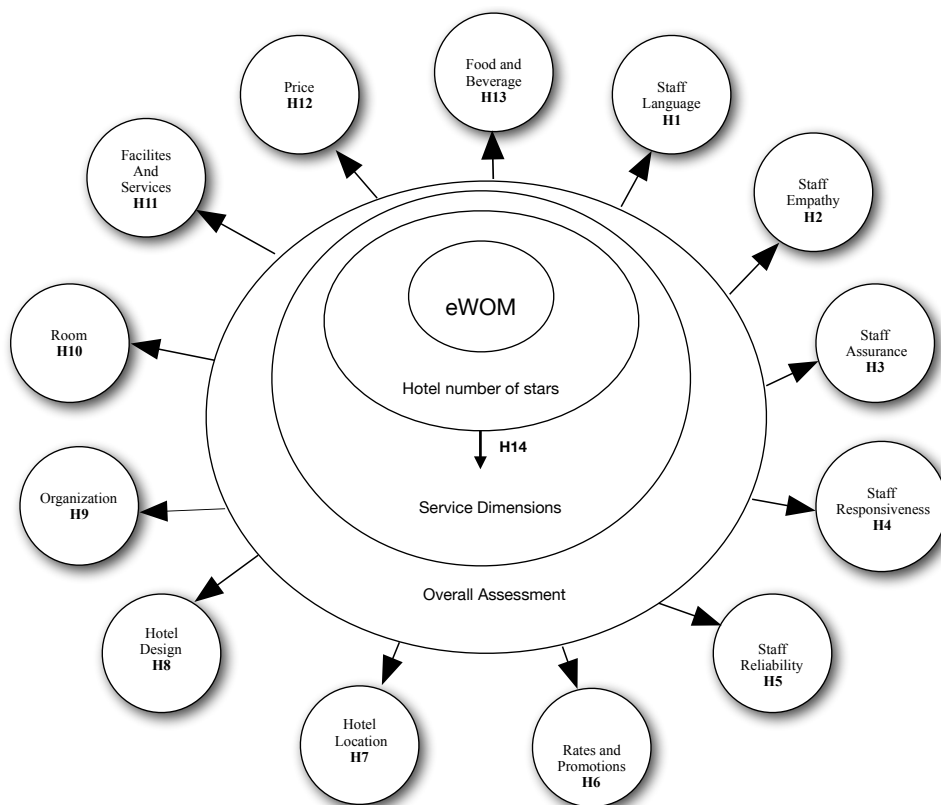 Food and
Beverage
H13
Price
H12
Staff
Language
H1
Facilites
And
Services
H11
Staff
Empathy
H2
eWOM
Room
H10
Staff
Assurance
H3
Hotel number of stars
H14
Organization
H9
Service Dimensions
Staff
Responsiveness
H4
Overall Assessment
Hotel
Design
H8
Staff
Reliability
H5
Hotel
Location
H7
Rates and
Promotions
H6